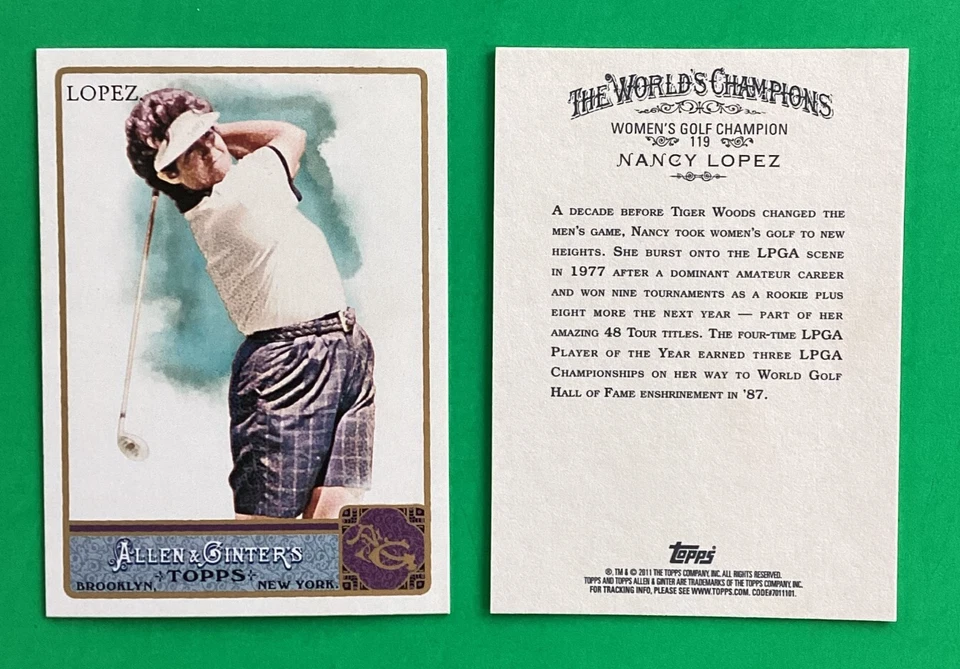 LOPEZ
ALLEN & GINTER'S
TOPPS
BROOKLYN, NEW YORK.
A&G
THE WORLD'S CHAMPIONS
WOMEN'S GOLF CHAMPION
119
NANCY LOPEZ
A DECADE BEFORE TIGER WOODS CHANGED THE
MEN'S GAME, NANCY TOOK WOMEN'S GOLF TO NEW
HEIGHTS. SHE BURST ONTO THE LPGA SCENE
IN 1977 AFTER A DOMINANT AMATEUR CAREER
AND WON NINE TOURNAMENTS AS A ROOKIE PLUS
EIGHT MORE THE NEXT YEAR — PART OF HER
AMAZING 48 TOUR TITLES. THE FOUR-TIME LPGA
PLAYER OF THE YEAR EARNED THREE LPGA
CHAMPIONSHIPS ON HER WAY TO WORLD GOLF
HALL OF FAME ENSHRINEMENT IN '87.
Topps
®, TM & © 2011 THE TOPPS COMPANY, INC. ALL RIGHTS RESERVED.
TOPPS AND TOPPS ALLEN & GINTER ARE TRADEMARKS OF THE TOPPS COMPANY, INC.
FOR TRACKING INFO, PLEASE SEE WWW.TOPPS.COM. CODE#7011101.